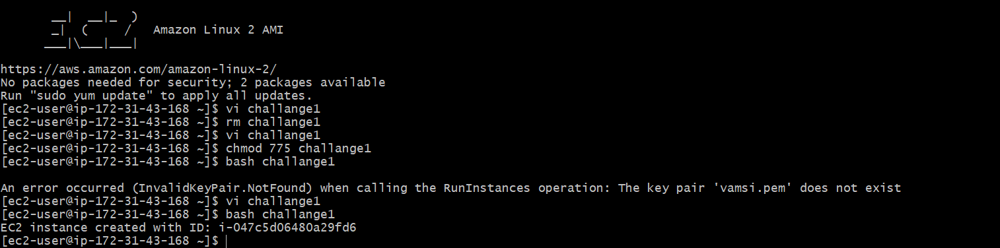 __|  __|_  )
       _|  (     /   Amazon Linux 2 AMI
      ___|\___|___|
https://aws.amazon.com/amazon-linux-2/
No packages needed for security; 2 packages available
Run "sudo yum update" to apply all updates.
[ec2-user@ip-172-31-43-168 ~]$ vi challange1
[ec2-user@ip-172-31-43-168 ~]$ rm challange1
[ec2-user@ip-172-31-43-168 ~]$ vi challange1
[ec2-user@ip-172-31-43-168 ~]$ chmod 775 challange1
[ec2-user@ip-172-31-43-168 ~]$ bash challange1
An error occurred (InvalidKeyPair.NotFound) when calling the RunInstances operation: The key pair 'vamsi.pem' does not exist
[ec2-user@ip-172-31-43-168 ~]$ vi challange1
[ec2-user@ip-172-31-43-168 ~]$ bash challange1
EC2 instance created with ID: i-047c5d06480a29fd6
[ec2-user@ip-172-31-43-168 ~]$